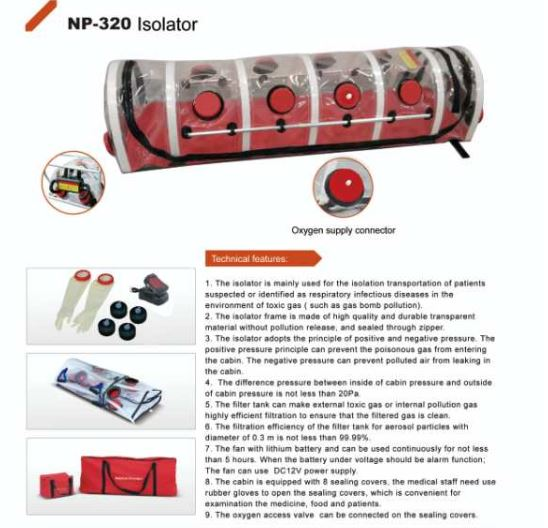 NP-320 Isolator
Oxygen supply connector
Technical features:
1. The isolator is mainly used for the isolation transportation of patients
suspected or identified as respiratory infectious diseases in the
environment of toxic gas ( such as gas bomb pollution).
2. The isolator frame is made of high quality and durable transparent
material without pollution release, and sealed through zipper.
3. The isolator adopts the principle of positive and negative pressure. The
positive pressure principle can prevent the poisonous gas from entering
the cabin. The negative pressure can prevent polluted air from leaking in
the cabin.
4. The difference pressure between inside of cabin pressure and outside
of cabin pressure is not less than 20Pa.
5. The filter tank can make external toxic gas or internal pollution gas
highly efficient filtration to ensure that the filtered gas is clean.
6. The filtration efficiency of the filter tank for aerosol particles with
diameter of 0.3 m is not less than 99.99%.
7. The fan with lithium battery and can be used continuously for not less
than 5 hours. When the battery under voltage should be alarm function;
The fan can use DC12V power supply.
8. The cabin is equipped with 8 sealing covers, the medical staff need use
rubber gloves to open the sealing covers, which is convenient for
examination the medicine, food and patients.
9. The oxygen access valve can be connected on the sealing covers.